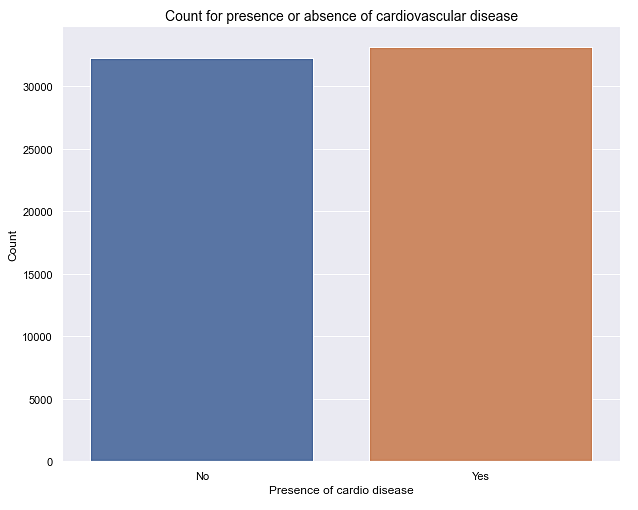 Count for presence or absence of cardiovascular disease
30000
25000
20000
15000
10000
5000
0
Count
No Yes
Presence of cardio disease